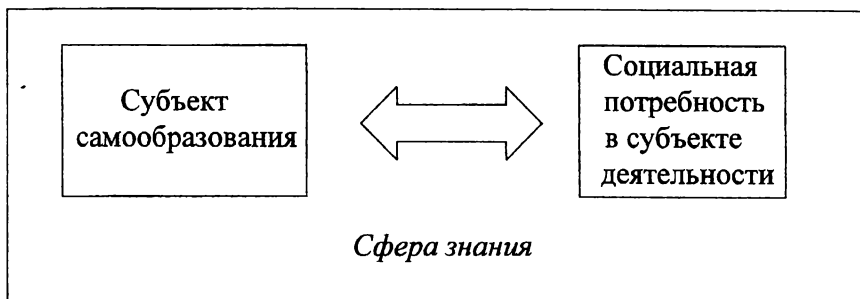 Субъект
самообразования
Социальная
потребность
в субъекте
деятельности
Сфера знания